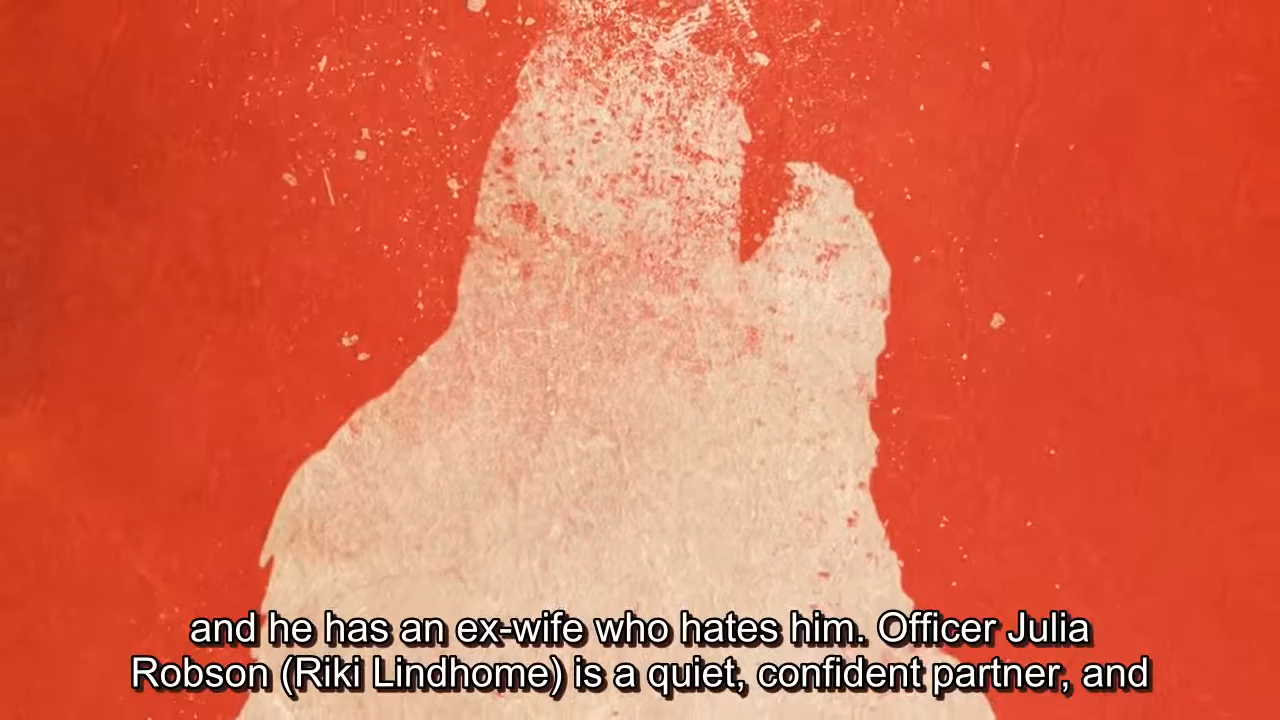 and he has an ex-wife who hates him. Officer Julia
Robson (Riki Lindhome) is a quiet, confident partner, and